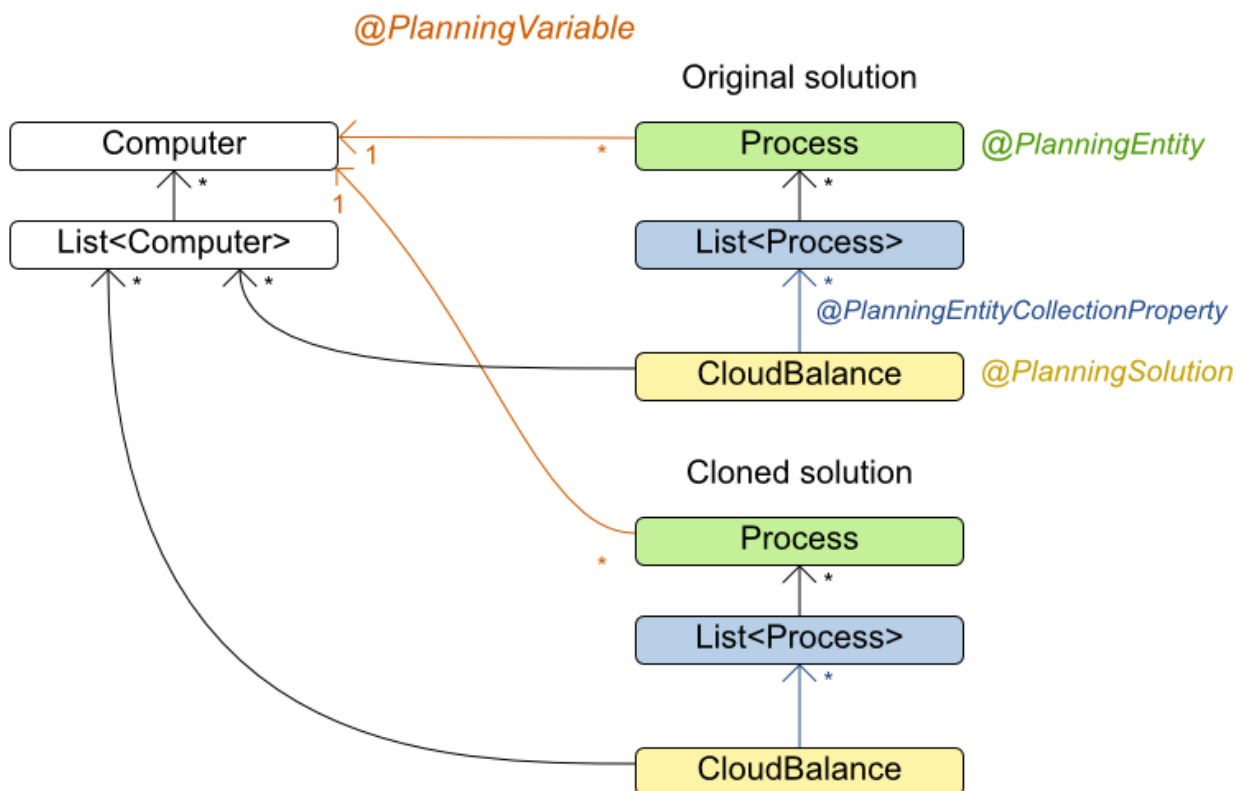 @PlanningVariable
Original solution
Computer
1
*
Process
@PlanningEntity
*
1
*
List<Computer>
List<Process>
*
*
*
@PlanningEntityCollectionProperty
CloudBalance
@PlanningSolution
Cloned solution
Process
*
*
List<Process>
*
CloudBalance